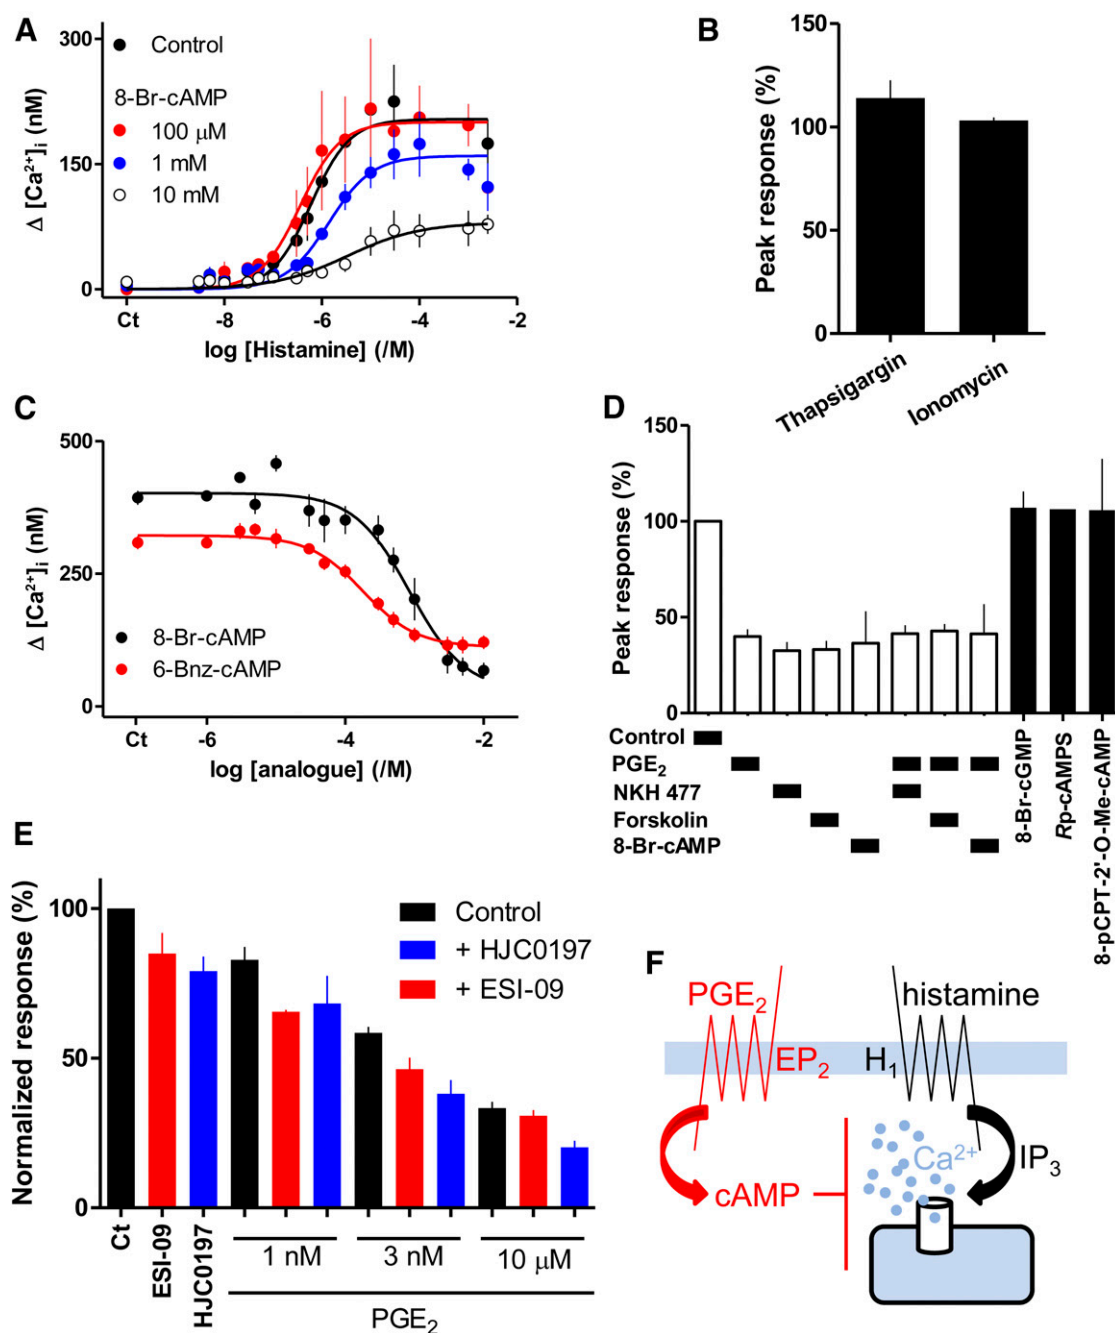 A
300
150
0
Δ [Ca²⁺]ᵢ (nM)
Control
8-Br-cAMP
100 μM
1 mM
10 mM
Ct
-8
-6
-4
-2
log [Histamine] (/M)
B
150
100
50
0
Peak response (%)
Thapsigargin
Ionomycin
C
500
250
0
Δ [Ca²⁺]ᵢ (nM)
8-Br-cAMP
6-Bnz-cAMP
Ct
-6
-4
-2
log [analogue] (/M)
D
150
100
50
0
Peak response (%)
Control
PGE₂
NKH 477
Forskolin
8-Br-cAMP
8-Br-cGMP
Rp-cAMPS
8-pCPT-2'-O-Me-cAMP
E
100
50
0
Normalized response (%)
Control
+ HJC0197
+ ESI-09
Ct
ESI-09
HJC0197
1 nM
3 nM
10 μM
PGE₂
F
PGE₂
histamine
EP₂
H₁
Ca²⁺
IP₃
cAMP